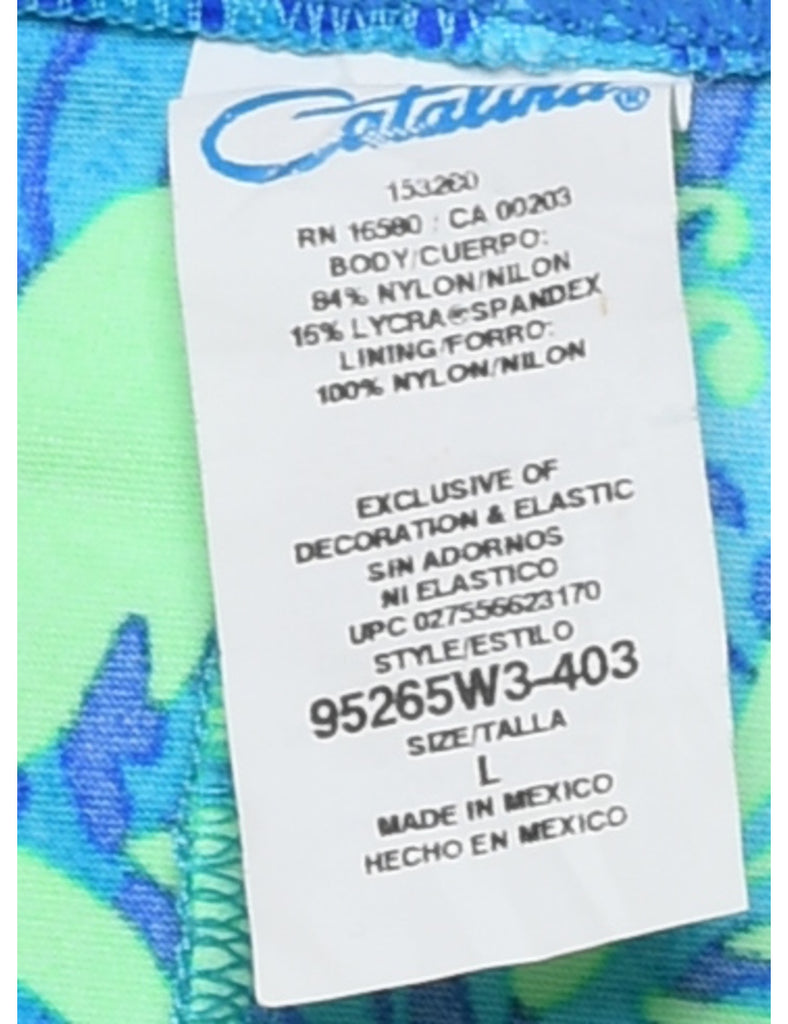 Catalina®
153260
RN 16580 / CA 00203
BODY/CUERPO:
84% NYLON/NILON
16% LYCRA® SPANDEX
LINING/FORRO:
100% NYLON/NILON
EXCLUSIVE OF
DECORATION & ELASTIC
SIN ADORNOS
NI ELASTICO
UPC 027556623170
STYLE/ESTILO
95265W3-403
SIZE/TALLA
L
MADE IN MEXICO
HECHO EN MEXICO